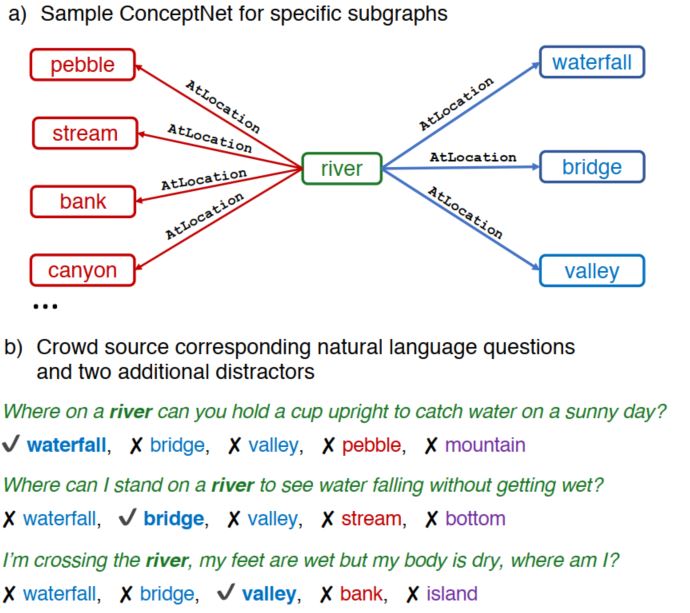 a) Sample ConceptNet for specific subgraphs
pebble
AtLocation
waterfall
AtLocation
stream
AtLocation
river
AtLocation
bridge
bank
AtLocation
AtLocation
canyon
AtLocation
valley
...
b) Crowd source corresponding natural language questions
and two additional distractors
Where on a river can you hold a cup upright to catch water on a sunny day?
✓ waterfall, ✗ bridge, ✗ valley, ✗ pebble, ✗ mountain
Where can I stand on a river to see water falling without getting wet?
✗ waterfall, ✓ bridge, ✗ valley, ✗ stream, ✗ bottom
I'm crossing the river, my feet are wet but my body is dry, where am I?
✗ waterfall, ✗ bridge, ✓ valley, ✗ bank, ✗ island